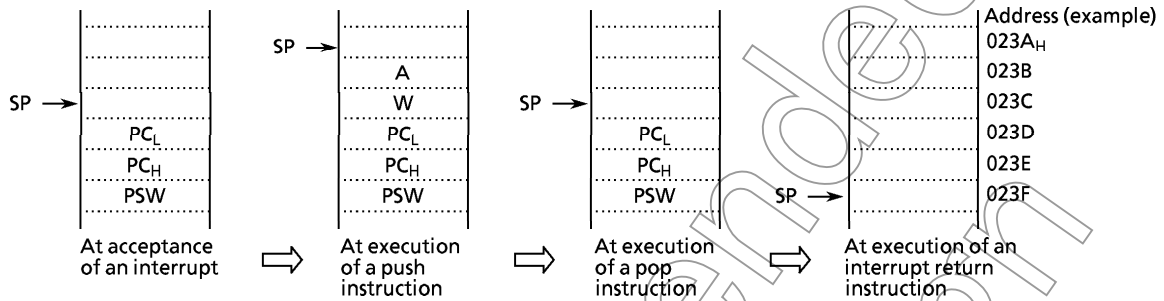 SP
PCL
PCH
PSW
At acceptance
of an interrupt
SP
A
W
PCL
PCH
PSW
At execution
of a push
instruction
SP
PCL
PCH
PSW
At execution
of a pop
instruction
SP
At execution of an
interrupt return
instruction
Address (example)
023AH
023B
023C
023D
023E
023F